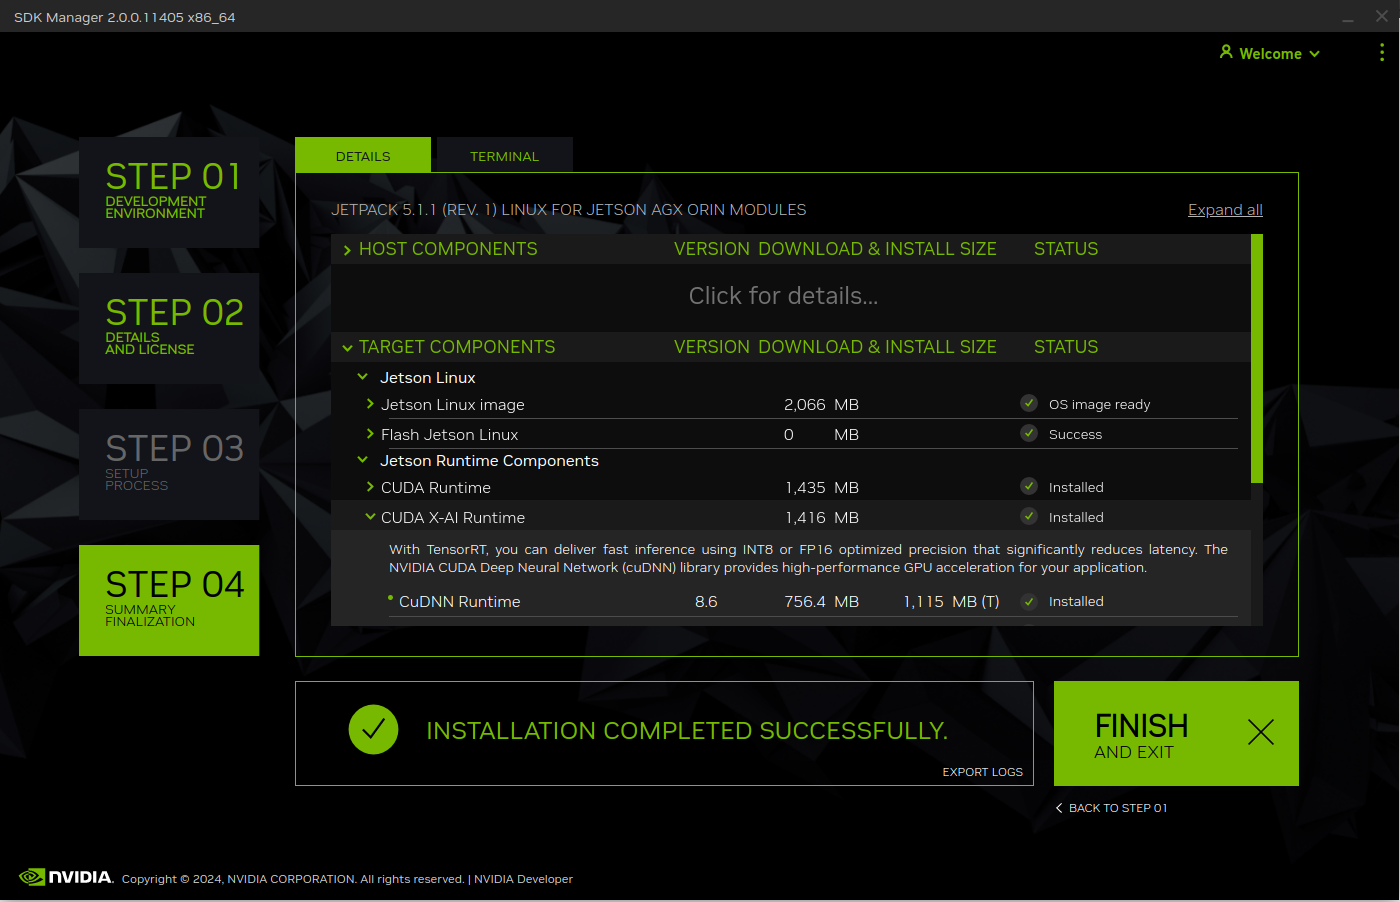 SDK Manager 2.0.0.11405 x86_64
Welcome
STEP 01
DEVELOPMENT
ENVIRONMENT
STEP 02
DETAILS
AND LICENSE
STEP 03
SETUP
PROCESS
STEP 04
SUMMARY
FINALIZATION
DETAILS TERMINAL
JETPACK 5.1.1 (REV. 1) LINUX FOR JETSON AGX ORIN MODULES Expand all
HOST COMPONENTS VERSION DOWNLOAD & INSTALL SIZE STATUS
Click for details...
TARGET COMPONENTS VERSION DOWNLOAD & INSTALL SIZE STATUS
Jetson Linux
Jetson Linux image 2,066 MB OS image ready
Flash Jetson Linux 0 MB Success
Jetson Runtime Components
CUDA Runtime 1,435 MB Installed
CUDA X-AI Runtime 1,416 MB Installed
With TensorRT, you can deliver fast inference using INT8 or FP16 optimized precision that significantly reduces latency. The
NVIDIA CUDA Deep Neural Network (cuDNN) library provides high-performance GPU acceleration for your application.
CuDNN Runtime 8.6 756.4 MB 1,115 MB (T) Installed
INSTALLATION COMPLETED SUCCESSFULLY.
EXPORT LOGS
FINISH
AND EXIT
BACK TO STEP 01
NVIDIA. Copyright © 2024, NVIDIA CORPORATION. All rights reserved. | NVIDIA Developer